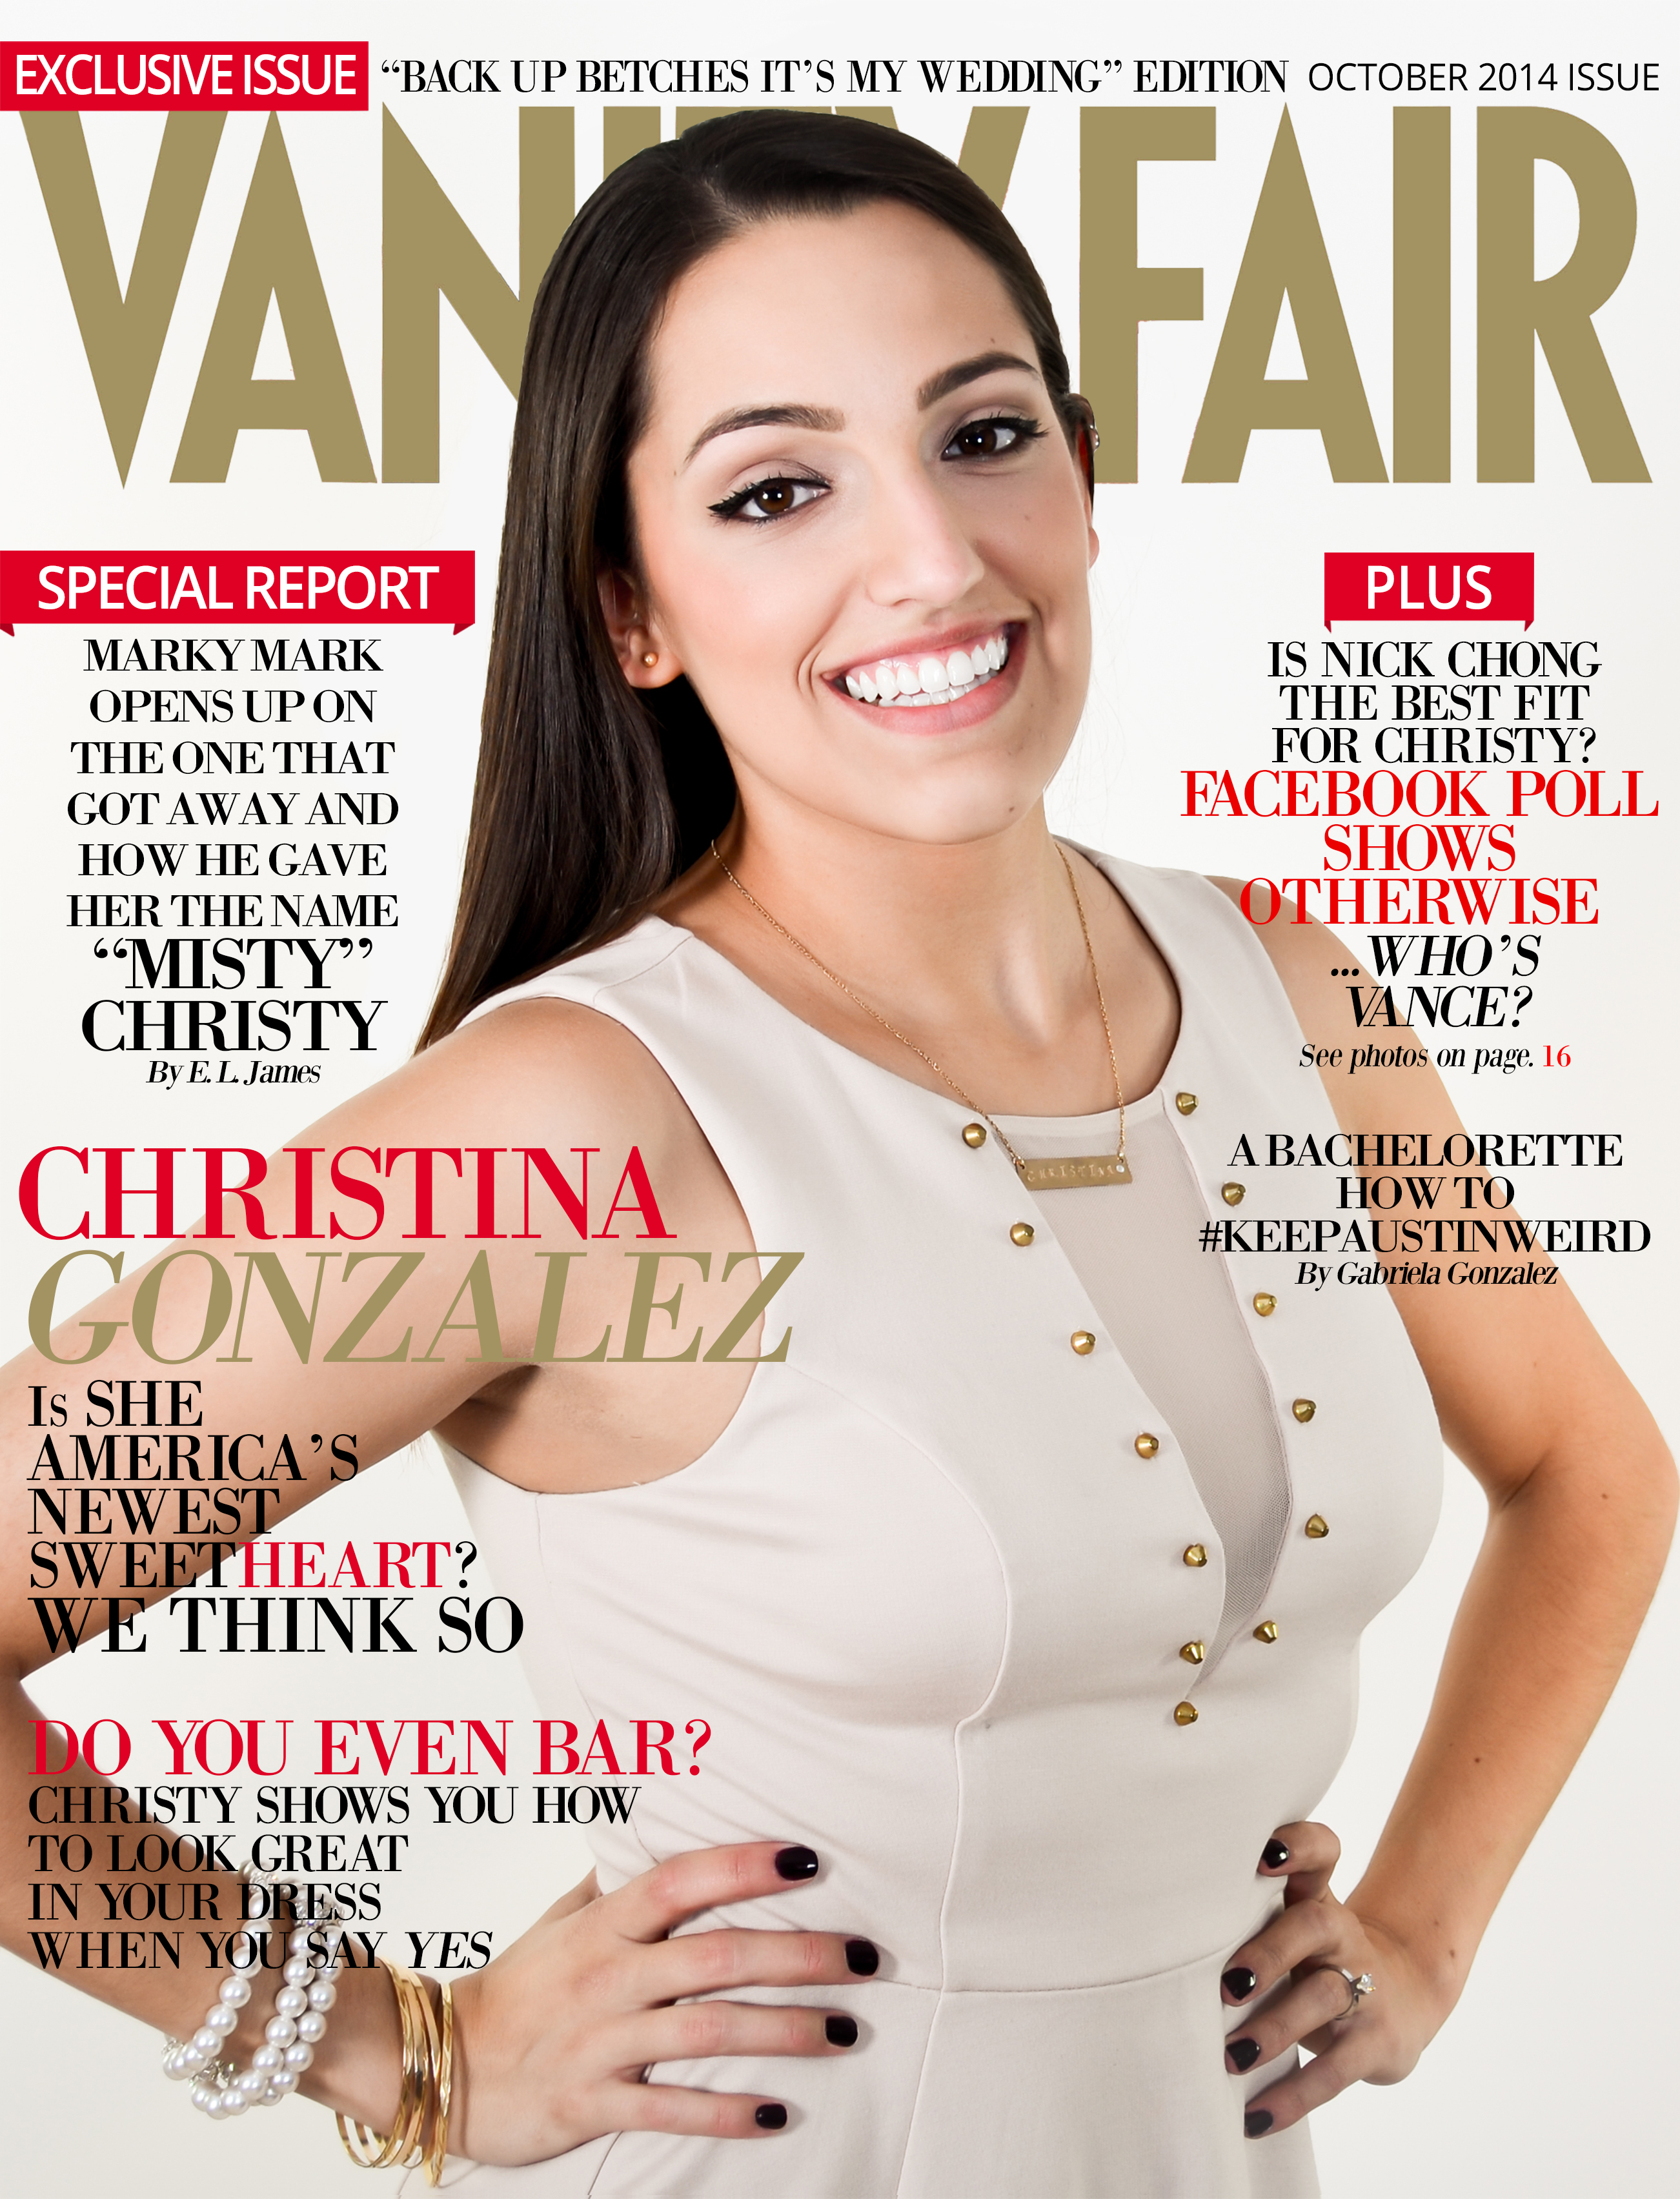 EXCLUSIVE ISSUE “BACK UP BETCHES IT’S MY WEDDING” EDITION OCTOBER 2014 ISSUE
VANITY FAIR
SPECIAL REPORT
MARKY MARK
OPENS UP ON
THE ONE THAT
GOT AWAY AND
HOW HE GAVE
HER THE NAME
“MISTY”
CHRISTY
By E. L. James
PLUS
IS NICK CHONG
THE BEST FIT
FOR CHRISTY?
FACEBOOK POLL
SHOWS
OTHERWISE
...WHO’S
VANCE?
See photos on page. 16
A BACHELORETTE
HOW TO
#KEEPAUSTINWEIRD
By Gabriela Gonzalez
CHRISTINA
CHRISTINA
GONZALEZ
Is SHE
AMERICA’S
NEWEST
SWEETHEART?
WE THINK SO
DO YOU EVEN BAR?
CHRISTY SHOWS YOU HOW
TO LOOK GREAT
IN YOUR DRESS
WHEN YOU SAY YES